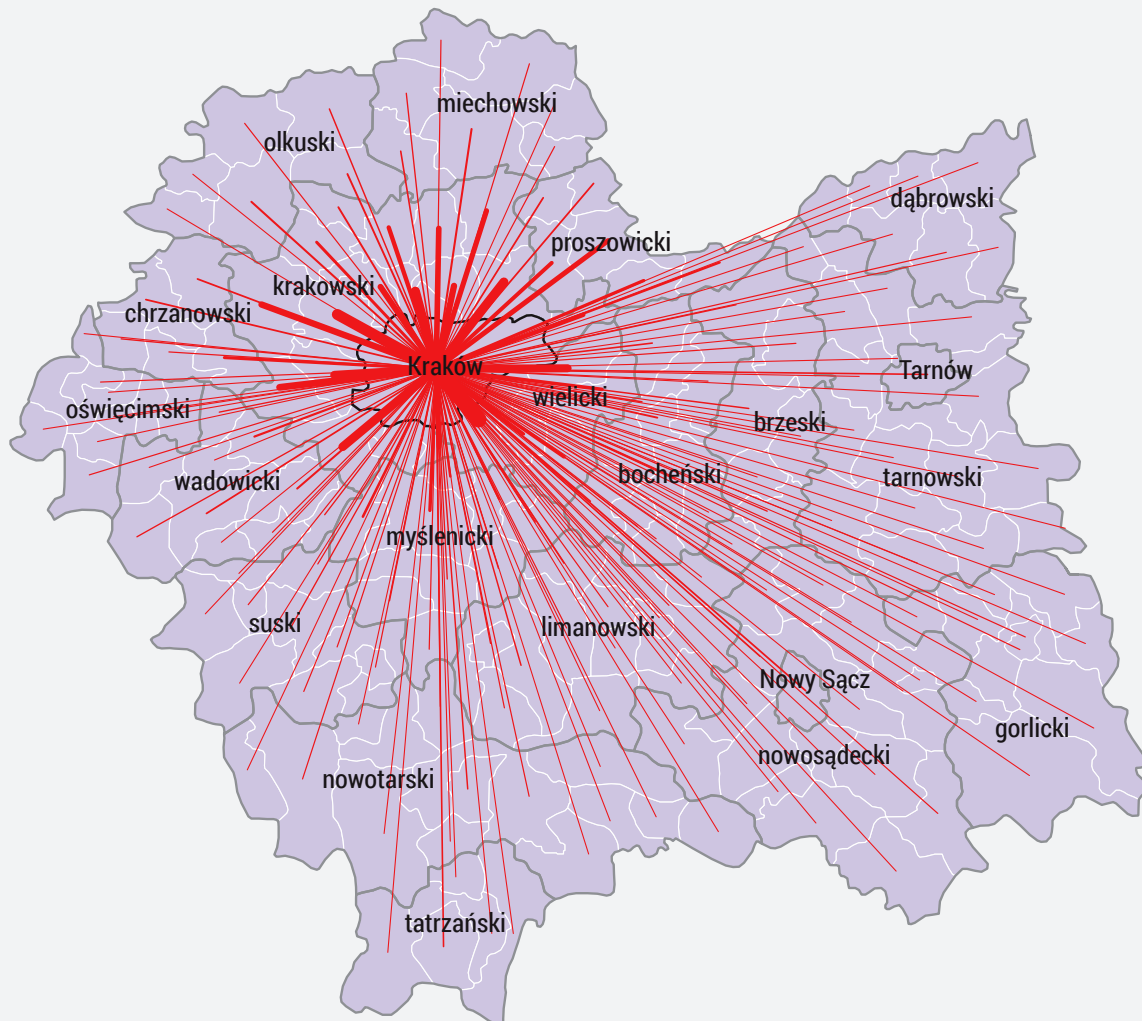 miechowski
olkuski
dąbrowski
proszowicki
krakowski
chrzanowski
Kraków
Tarnów
wielicki
oświęcimski
brzeski
wadowicki
bocheński
tarnowski
myślenicki
suski
limanowski
Nowy Sącz
gorlicki
nowosądecki
nowotarski
tatrzański